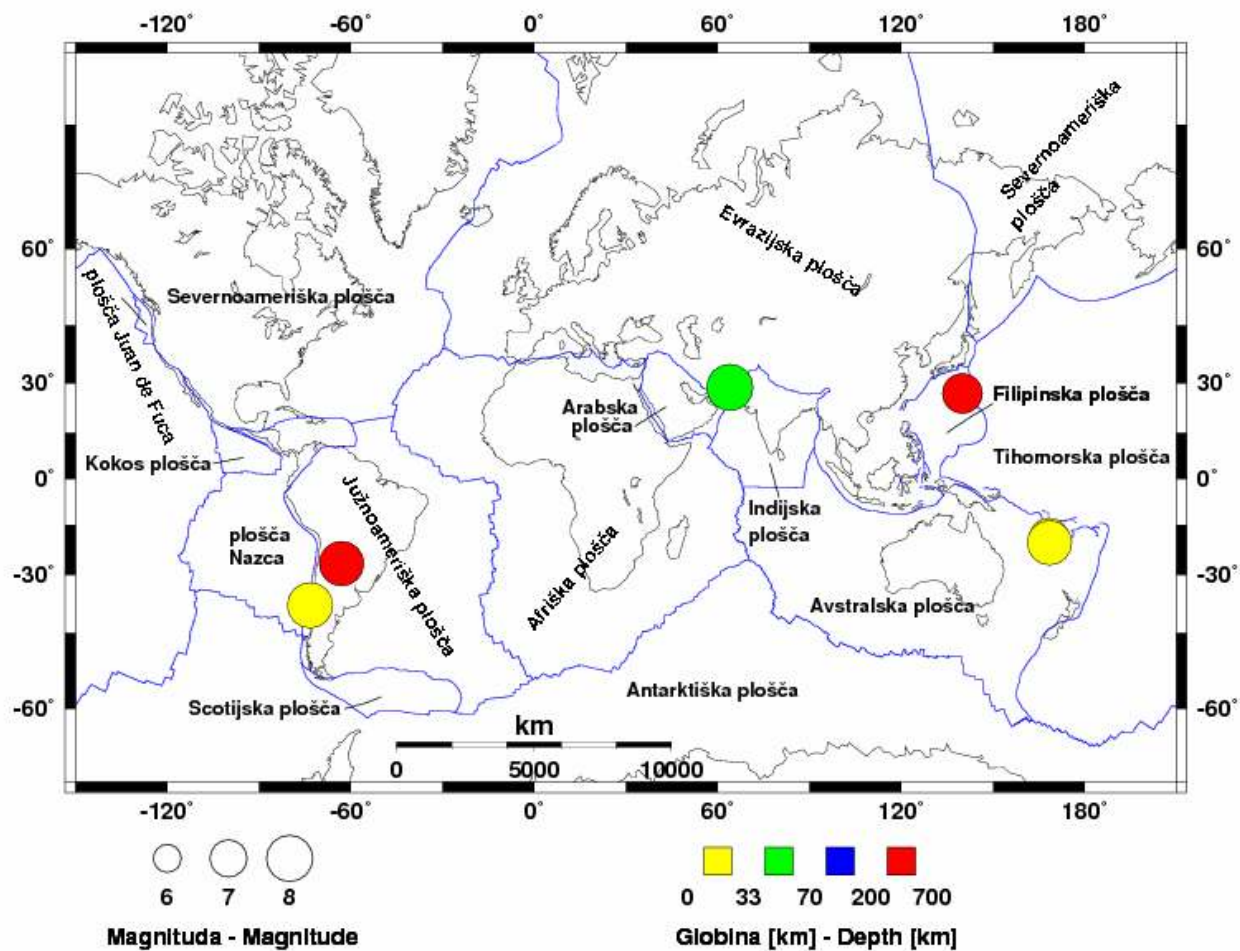 -120° -60° 0° 60° 120° 180°
60° 60°
30° 30°
0° 0°
-30° -30°
-60° -60°
Severnoameriška
plošča
Evrazijska plošča
Severnoameriška plošča
plošča Juan de Fuca
Arabska
plošča
Filipinska plošča
Kokos plošča
Tihomorska plošča
Južnoameriška plošča
Indijska
plošča
plošča
Nazca
Afriška plošča
Avstralska plošča
Antarktiška plošča
Scotijska plošča
km
0 5000 10000
-120° -60° 0° 60° 120° 180°
6 7 8
0 33 70 200 700
Magnituda - Magnitude
Globina [km] - Depth [km]